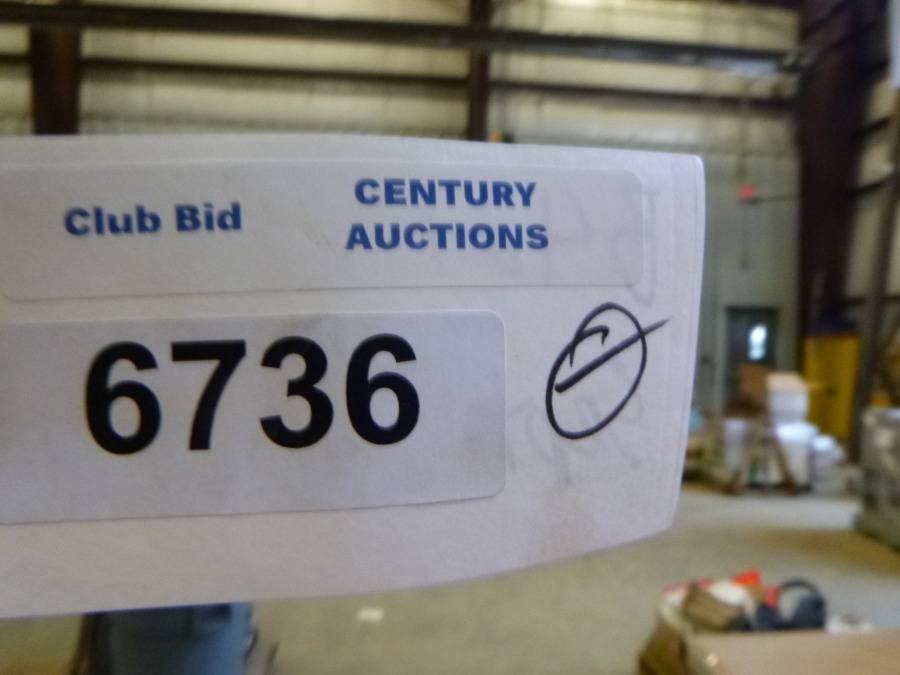 Club Bid
CENTURY
AUCTIONS
6736